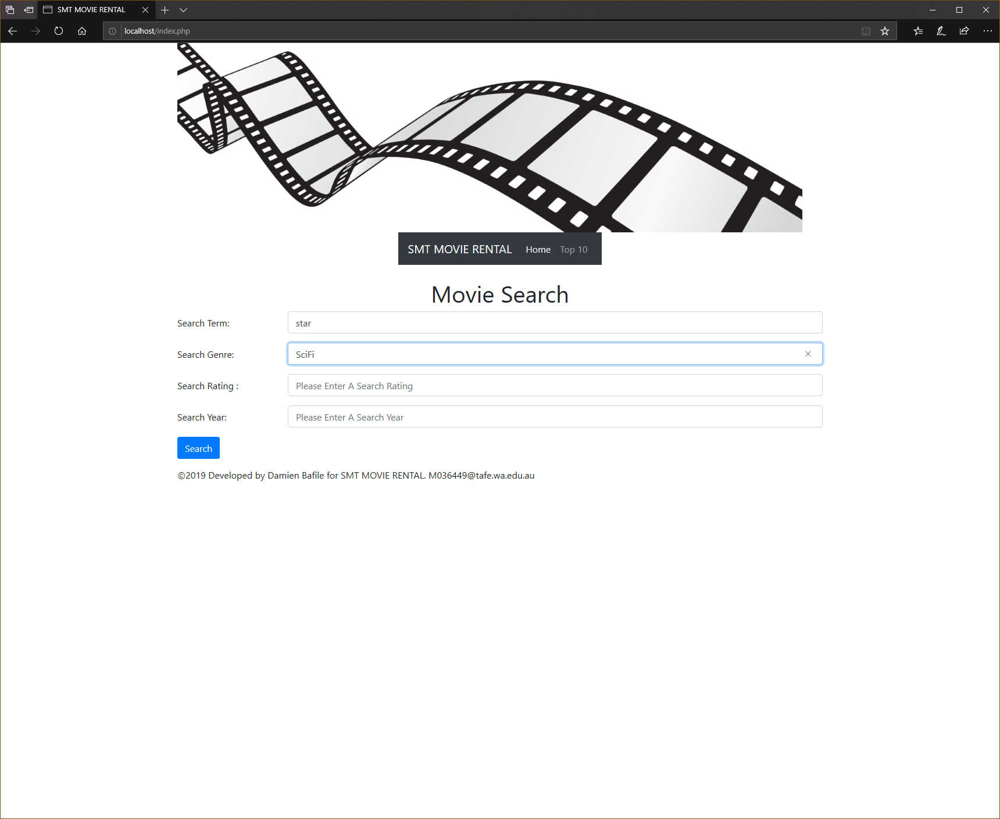 SMT MOVIE RENTAL
localhost/index.php
SMT MOVIE RENTAL Home Top 10
Movie Search
Search Term: star
Search Genre: SciFi
Search Rating : Please Enter A Search Rating
Search Year: Please Enter A Search Year
Search
©2019 Developed by Damien Bafile for SMT MOVIE RENTAL. M036449@tafe.wa.edu.au